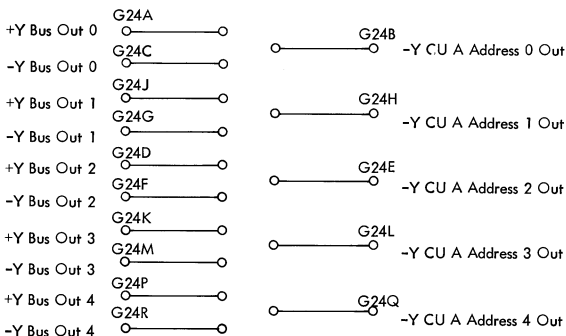 G24A
+Y Bus Out 0
G24B
-Y CU A Address 0 Out
G24C
-Y Bus Out 0
G24J
+Y Bus Out 1
G24H
-Y CU A Address 1 Out
G24G
-Y Bus Out 1
G24D
+Y Bus Out 2
G24E
-Y CU A Address 2 Out
G24F
-Y Bus Out 2
G24K
+Y Bus Out 3
G24L
-Y CU A Address 3 Out
G24M
-Y Bus Out 3
G24P
+Y Bus Out 4
G24Q
-Y CU A Address 4 Out
G24R
-Y Bus Out 4